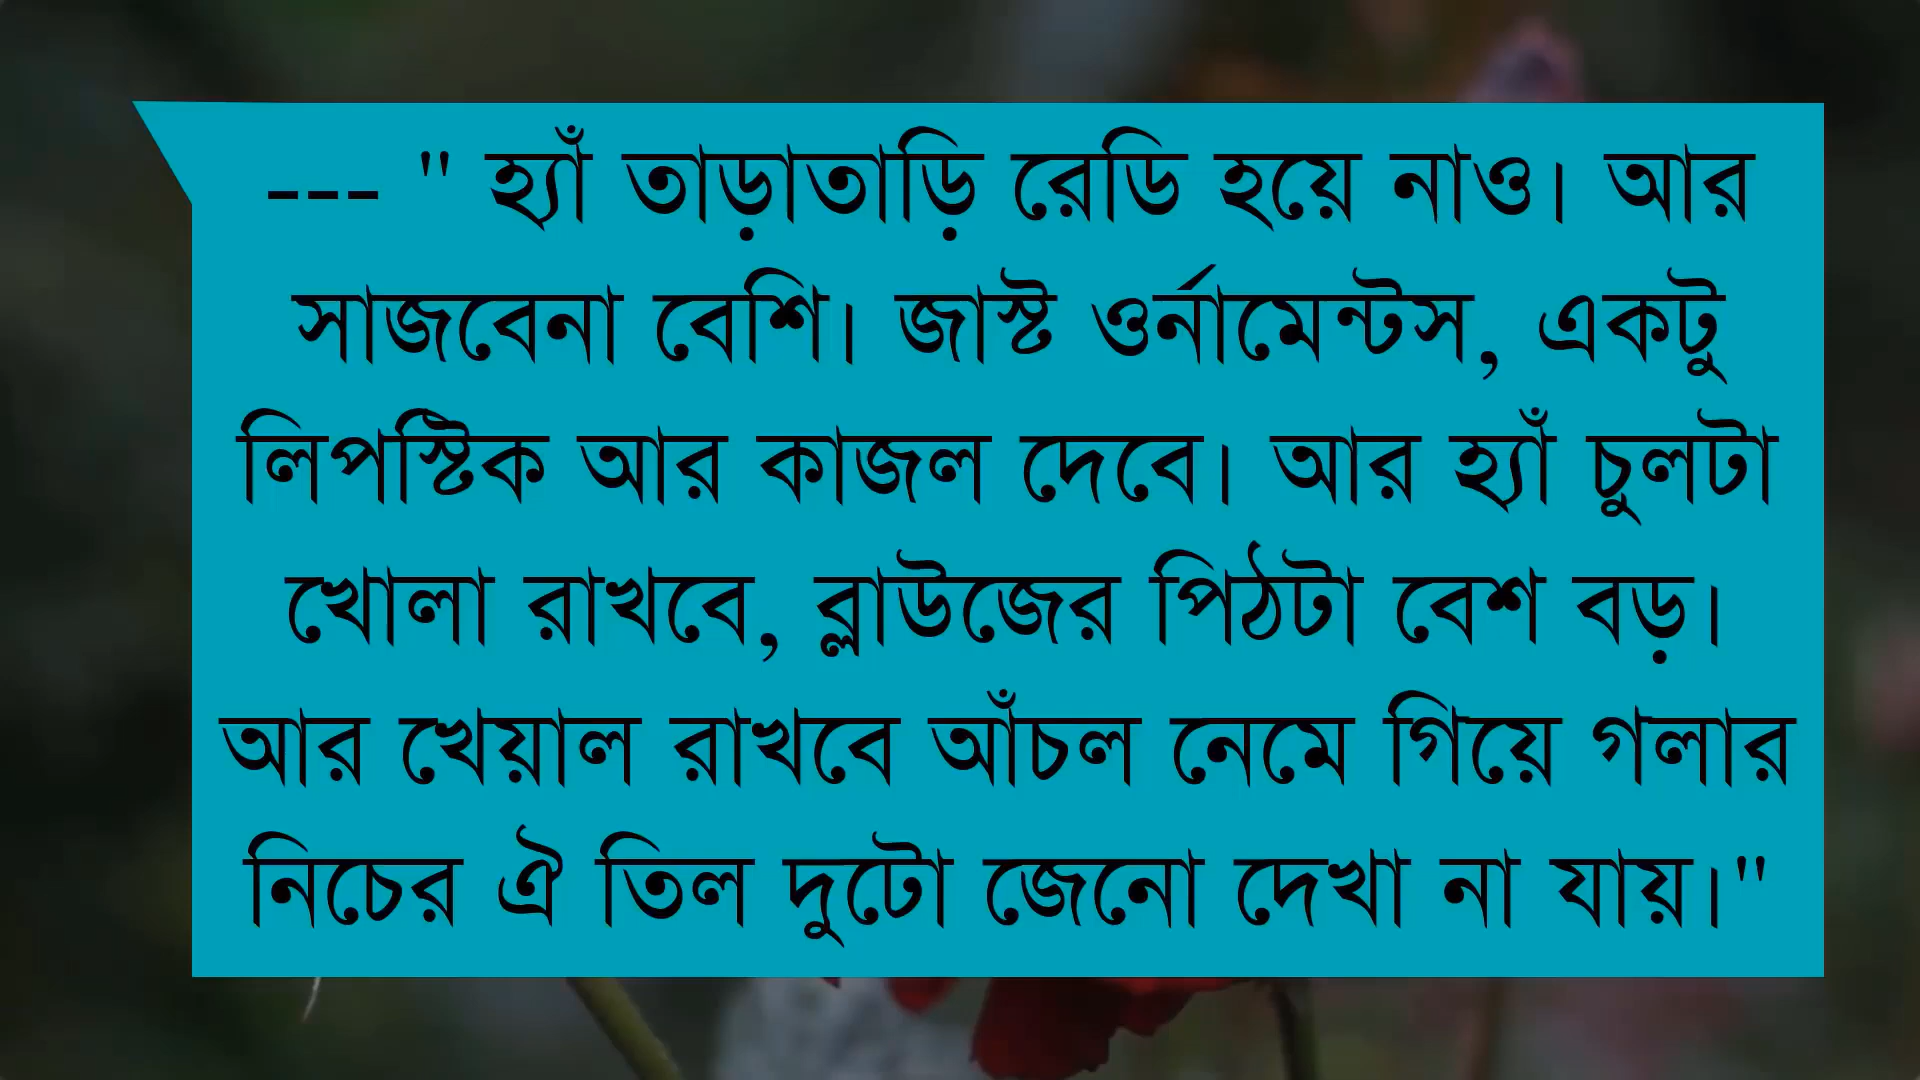 --- " হ্যাঁ তাড়াতাড়ি রেডি হয়ে নাও। আর
সাজবেনা বেশি। জাস্ট ওর্নামেন্টস, একটু
লিপস্টিক আর কাজল দেবে। আর হ্যাঁ চুলটা
খোলা রাখবে, ব্লাউজের পিঠটা বেশ বড়।
আর খেয়াল রাখবে আঁচল নেমে গিয়ে গলার
নিচের ঐ তিল দুটো জেনো দেখা না যায়।"